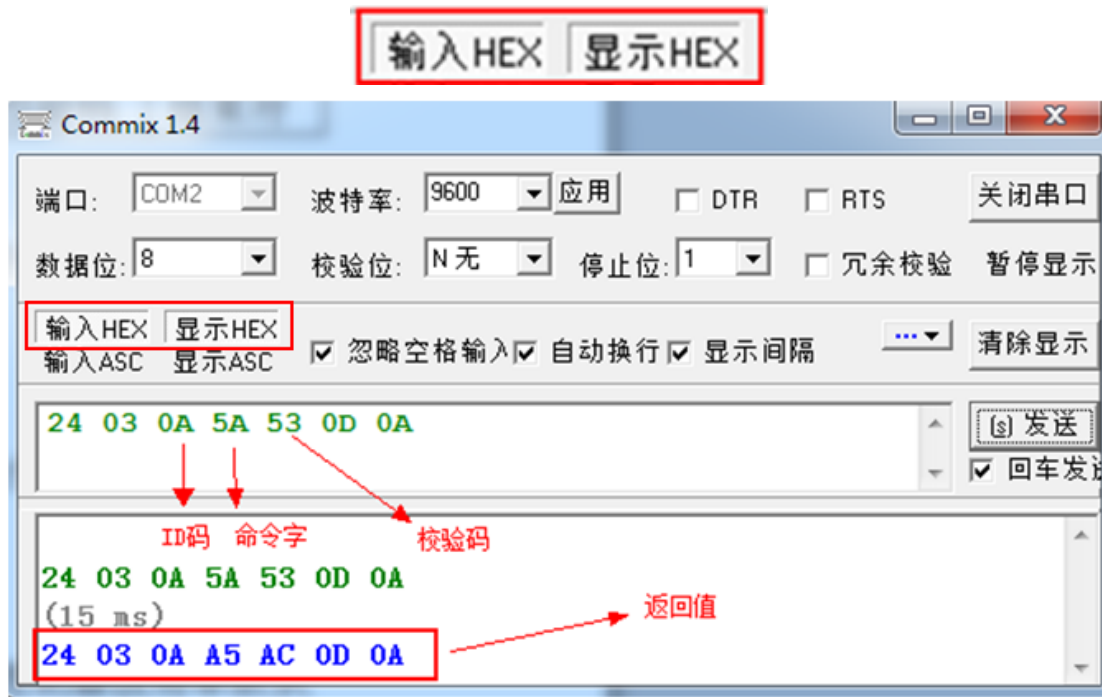 输入HEX 显示HEX
Commix 1.4
端口: COM2 波特率: 9600 应用 DTR RTS 关闭串口
数据位: 8 校验位: N 无 停止位: 1 冗余校验 暂停显示
输入HEX 显示HEX
输入ASC 显示ASC 忽略空格输入 自动换行 显示间隔 ... 清除显示
24 03 0A 5A 53 0D 0A (s) 发送
回车发送
ID码 命令字 校验码
24 03 0A 5A 53 0D 0A
(15 ms)
返回值
24 03 0A A5 AC 0D 0A